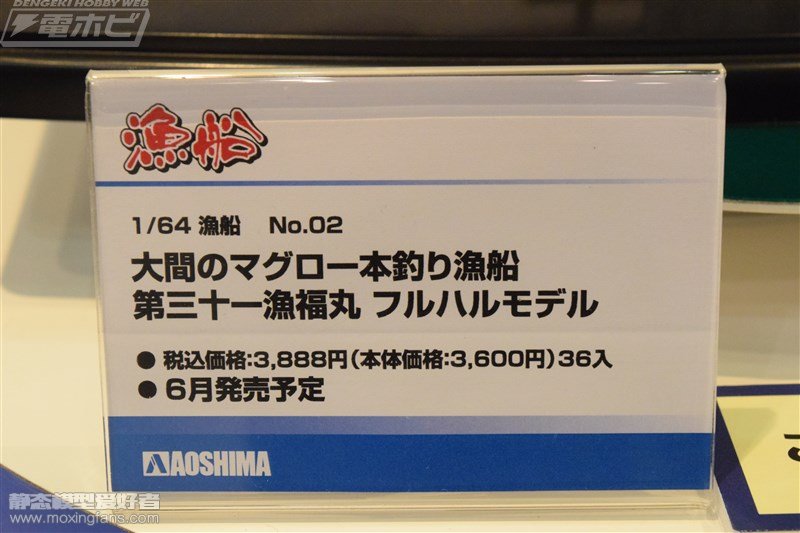 DENGEKI HOBBY WEB
電ホビ
漁船
1/64 漁船 No.02
大間のマグロ一本釣り漁船
第三十一漁福丸 フルハルモデル
● 税込価格:3,888円(本体価格:3,600円)36入
● 6月発売予定
AOSHIMA
静态模型爱好者
www.moxingfans.com